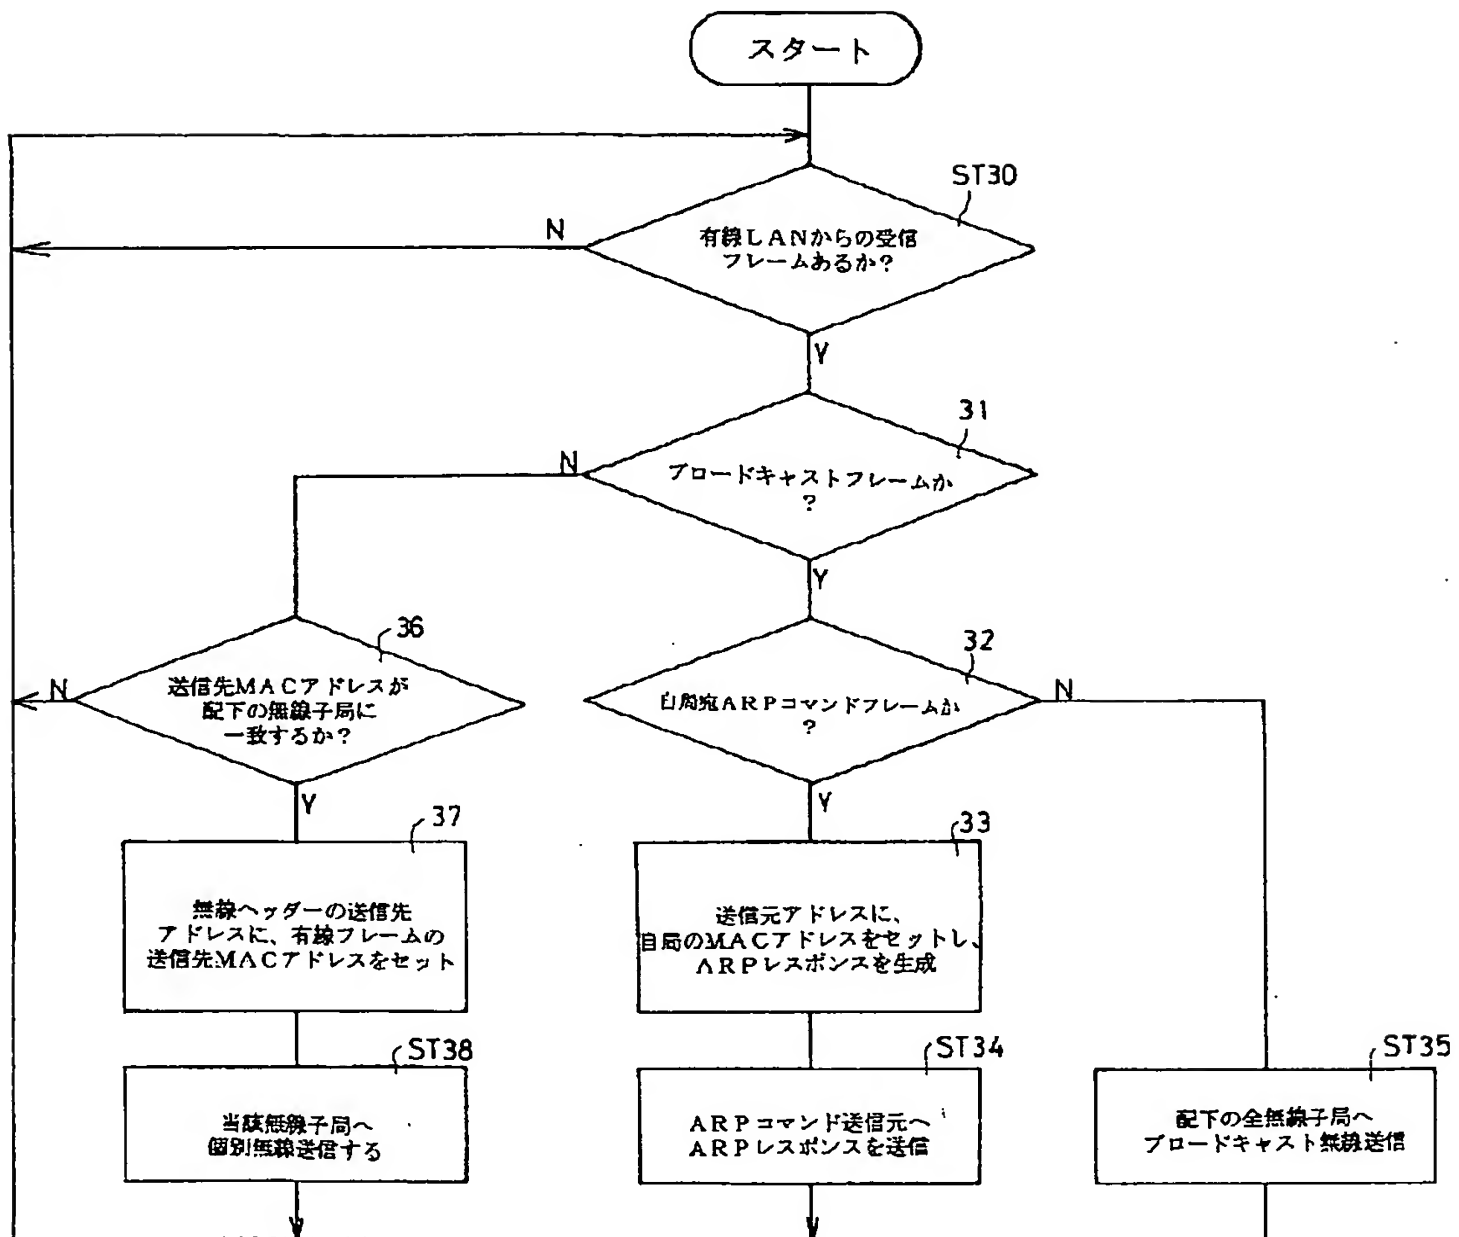 スタート
ST30
N
有線LANからの受信
フレームあるか?
Y
31
N
ブロードキャストフレームか
?
Y
36
N
送信先MACアドレスが
配下の無線子局に
一致するか?
Y
32
N
自局宛ARPコマンドフレームか
?
Y
37
無線ヘッダーの送信先
アドレスに、有線フレームの
送信先MACアドレスをセット
33
送信元アドレスに、
自局のMACアドレスをセットし、
ARPレスポンスを生成
ST38
当該無線子局へ
個別無線送信する
ST34
ARPコマンド送信元へ
ARPレスポンスを送信
ST35
配下の全無線子局へ
ブロードキャスト無線送信